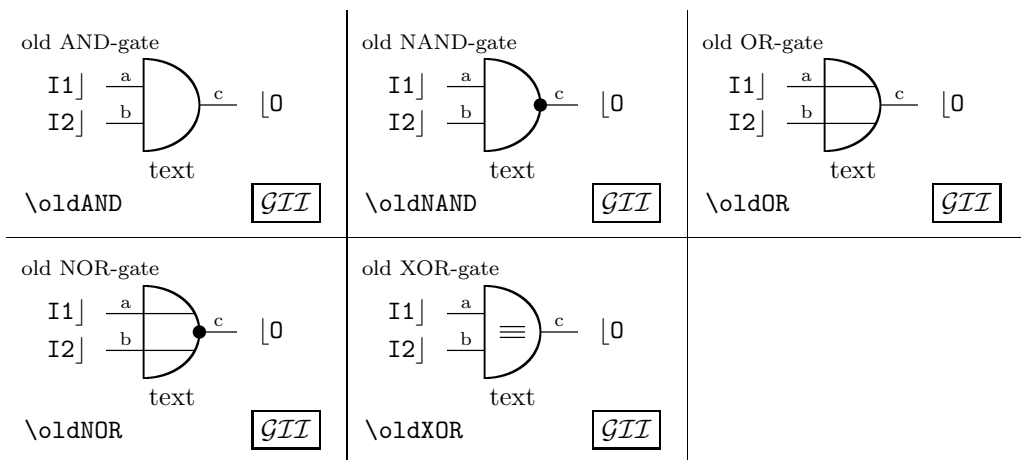 old AND-gate
I1⌋ a
c ⌊O
I2⌋ b
text
\oldAND GII
old NAND-gate
I1⌋ a
c ⌊O
I2⌋ b
text
\oldNAND GII
old OR-gate
I1⌋ a
c ⌊O
I2⌋ b
text
\oldOR GII
old NOR-gate
I1⌋ a
c ⌊O
I2⌋ b
text
\oldNOR GII
old XOR-gate
I1⌋ a
c ⌊O
I2⌋ b
text
\oldXOR GII